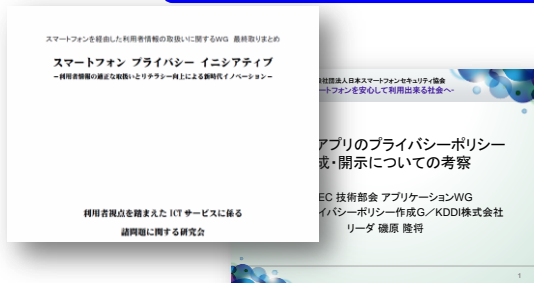 スマートフォンを経由した利用者情報の取扱いに関するWG 最終取りまとめ
スマートフォン プライバシー イニシアティブ
－利用者情報の適正な取扱いとリテラシー向上による新時代イノベーション－
利用者視点を踏まえた ICT サービスに係る
諸問題に関する研究会
社団法人日本スマートフォンセキュリティ協会
ートフォンを安心して利用出来る社会へ-
アプリのプライバシーポリシー
成・開示についての考察
EC 技術部会 アプリケーションWG
イバシーポリシー作成G／KDDI株式会社
リーダ 磯原 隆将
1